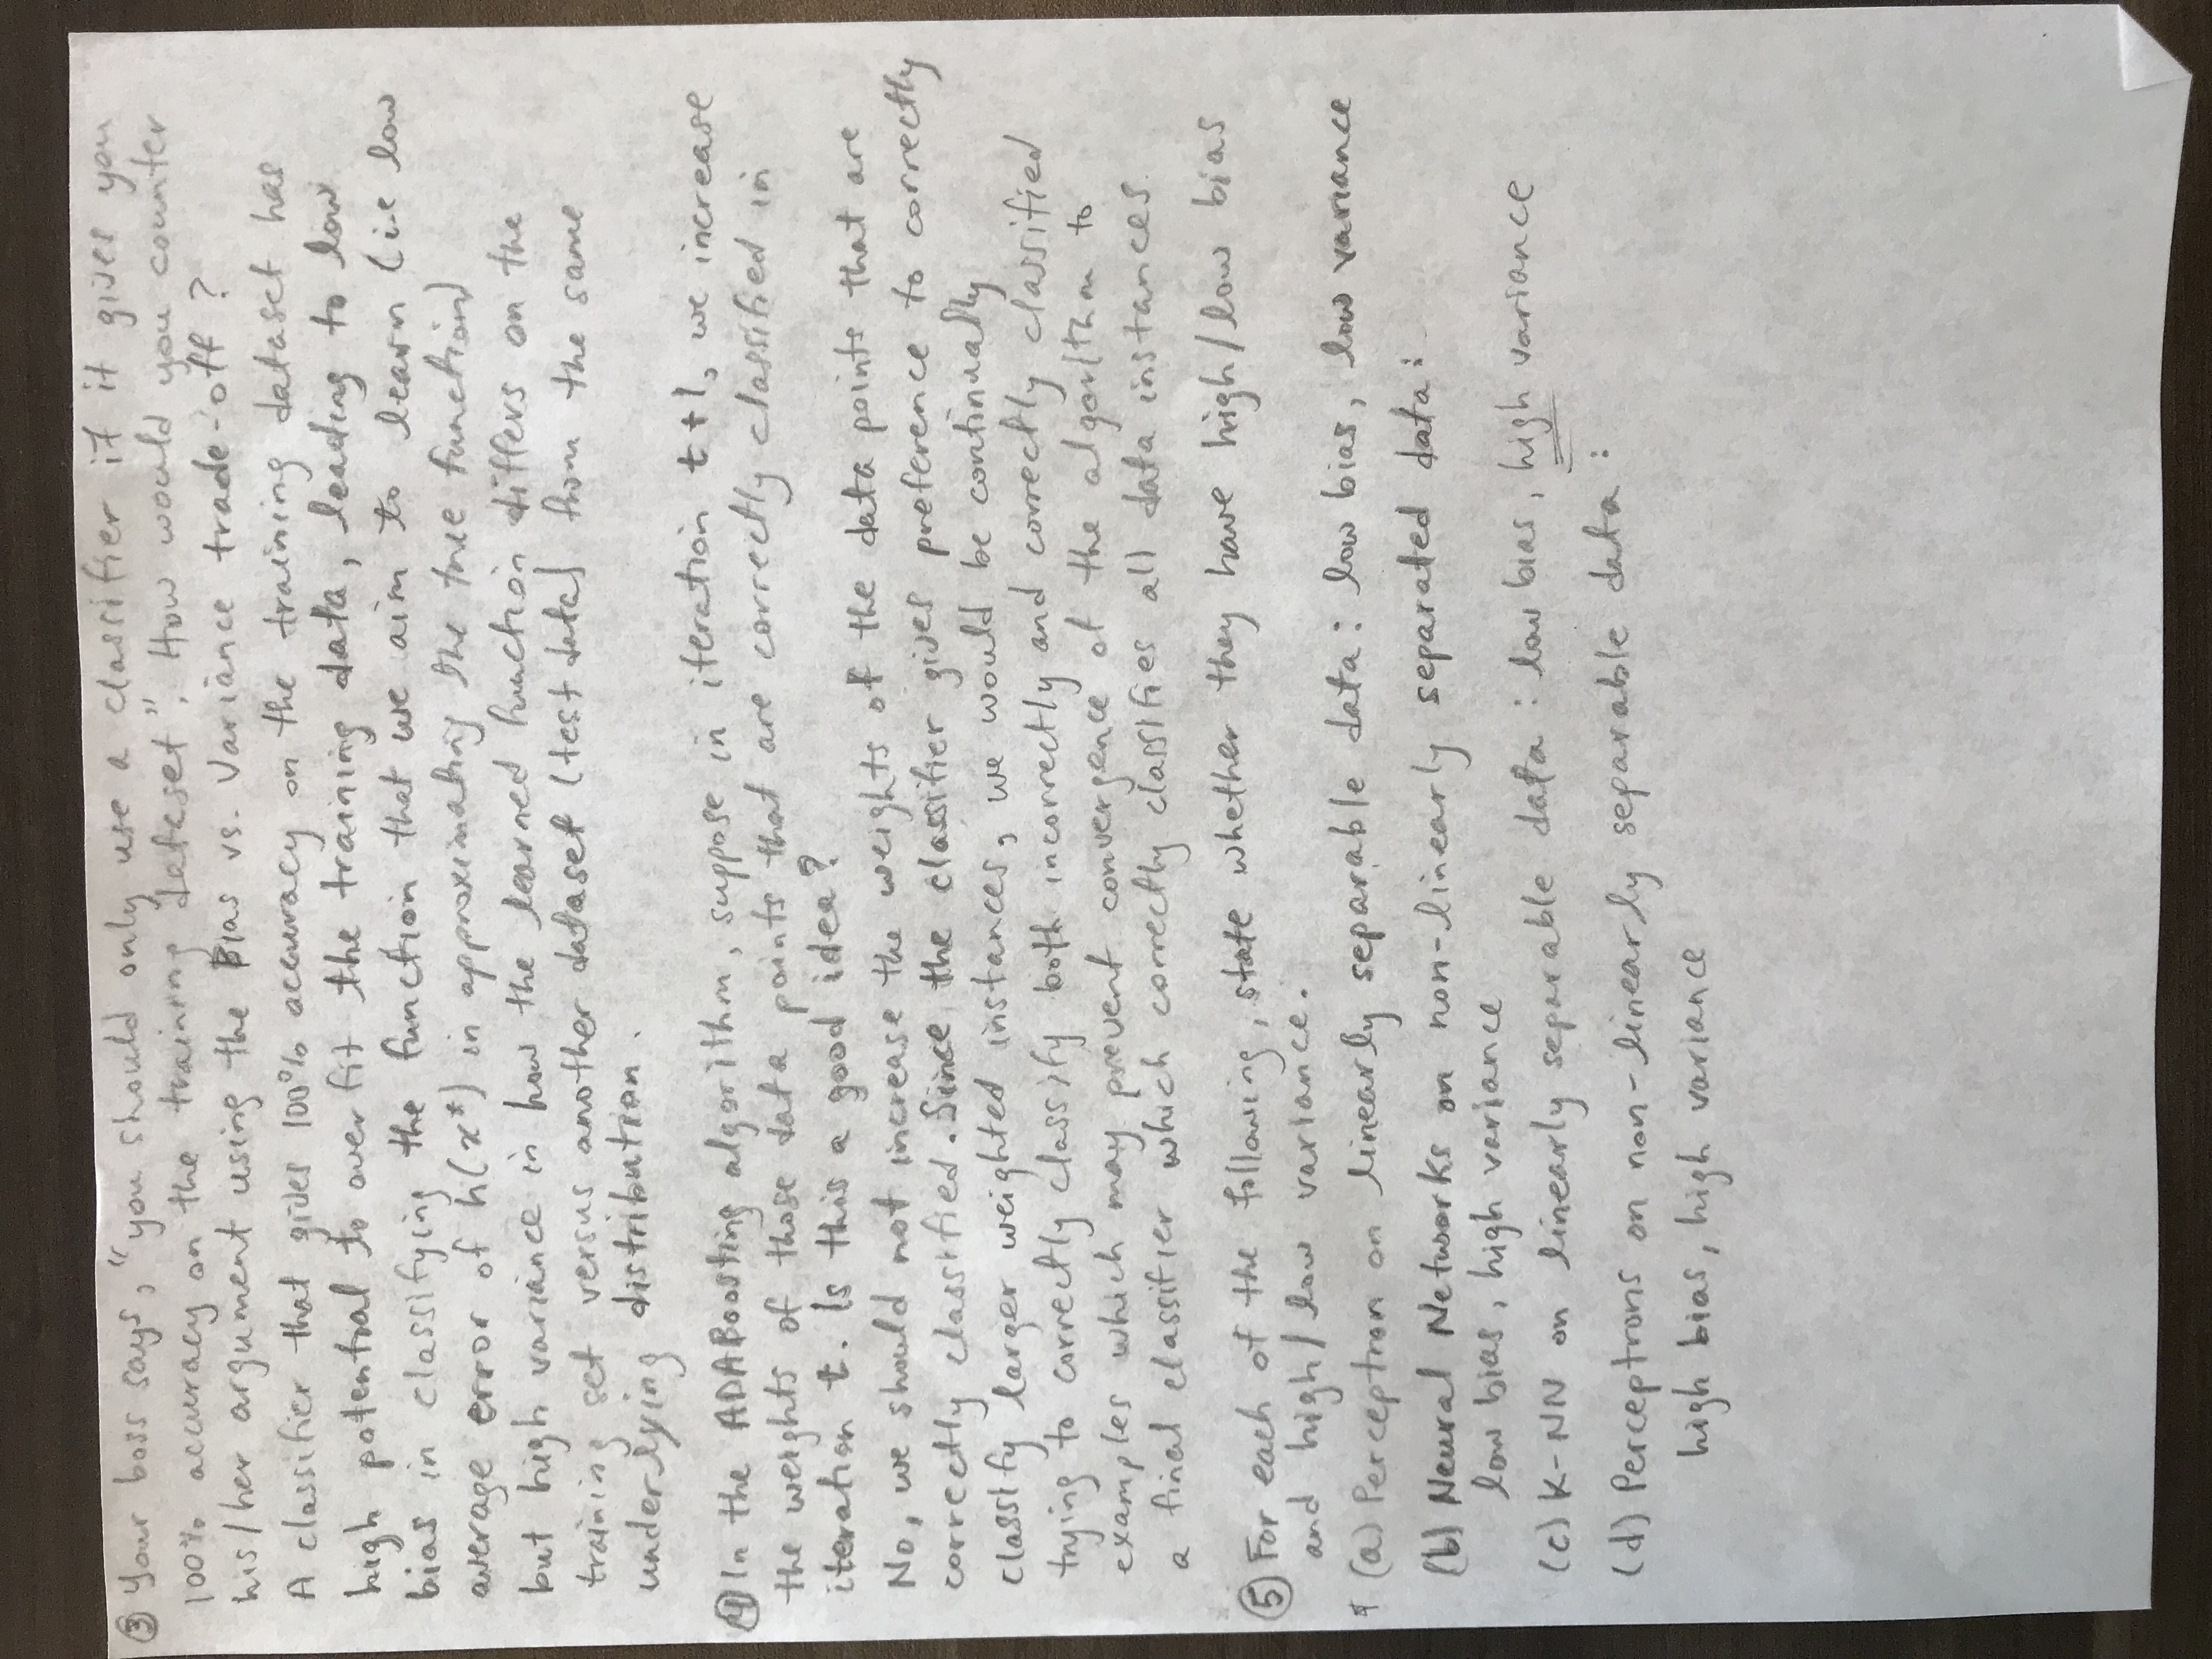 ③ Your boss says, "you should only use a classifier if it gives you
100% accuracy on the training dataset". How would you counter
his/her argument using the Bias vs. Variance trade-off?
A classifier that gives 100% accuracy on the training dataset has
high potential to overfit the training data, leading to low
bias in classifying the function that we aim to learn (i.e low
average error of h(x*) in approximating the true function)
but high variance in how the learned function differs on the
training set versus another dataset (test data) from the same
underlying distribution.
④ In the ADABoosting algorithm, suppose in iteration t+1, we increase
the weights of those data points that are correctly classified in
iteration t. Is this a good idea?
No, we should not increase the weights of the data points that are
correctly classified. Since the classifier gives preference to correctly
classify larger weighted instances, we would be continually
trying to correctly classify both incorrectly and correctly classified
examples which may prevent convergence of the algorithm to
a final classifier which correctly classifies all data instances.
⑤ For each of the following, state whether they have high/low bias
and high/low variance.
(a) Perceptron on linearly separable data: low bias, low variance
(b) Neural Networks on non-linearly separated data:
low bias, high variance
(c) K-NN on linearly separable data: low bias, high variance
(d) Perceptrons on non-linearly separable data:
high bias, high variance